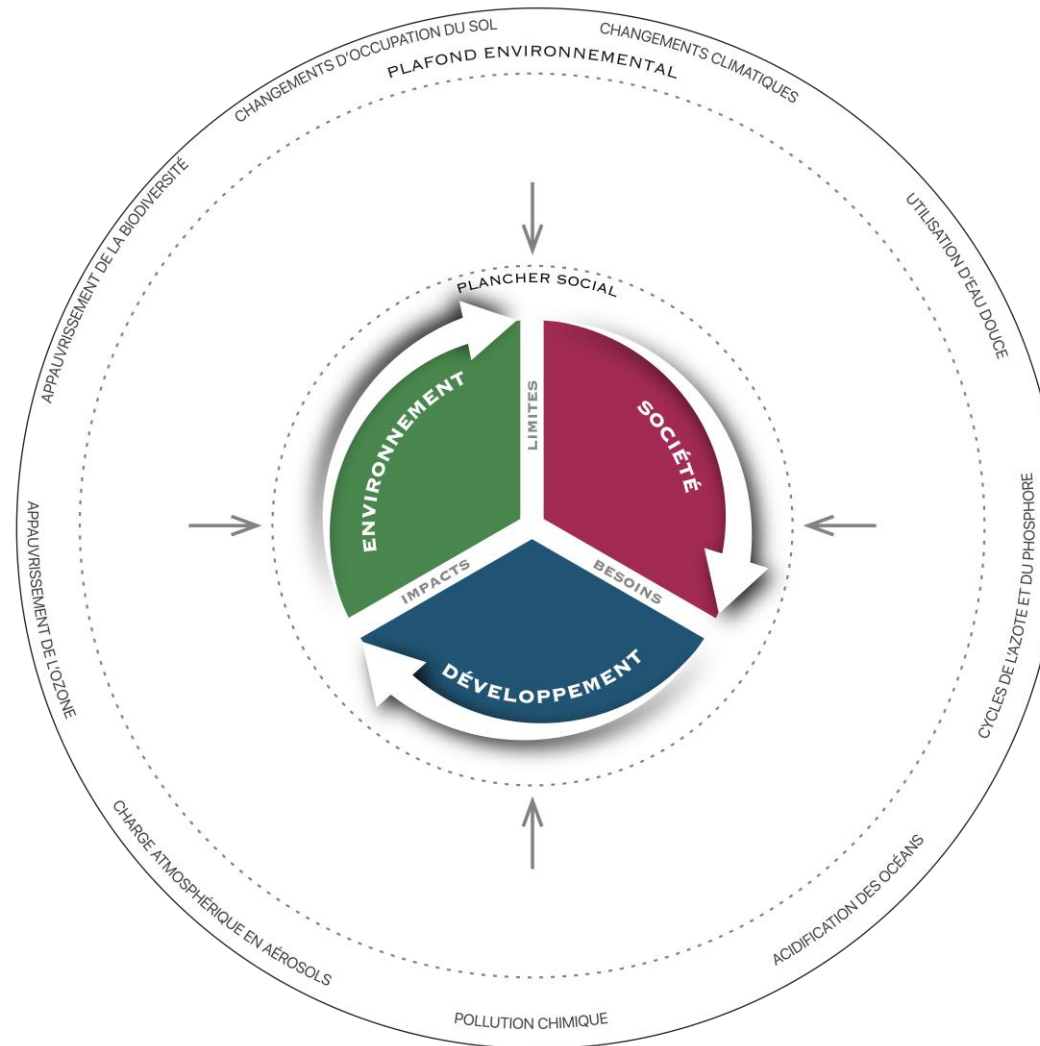 CHANGEMENTS D'OCCUPATION DU SOL
CHANGEMENTS CLIMATIQUES
PLAFOND ENVIRONNEMENTAL
APPAUVRISSEMENT DE LA BIODIVERSITÉ
UTILISATION D'EAU DOUCE
PLANCHER SOCIAL
ENVIRONNEMENT
LIMITES
SOCIÉTÉ
IMPACTS
BESOINS
DÉVELOPPEMENT
APPAUVRISSEMENT DE L'OZONE
CYCLES DE L'AZOTE ET DU PHOSPHORE
CHARGE ATMOSPHÉRIQUE EN AÉROSOLS
ACIDIFICATION DES OCÉANS
POLLUTION CHIMIQUE